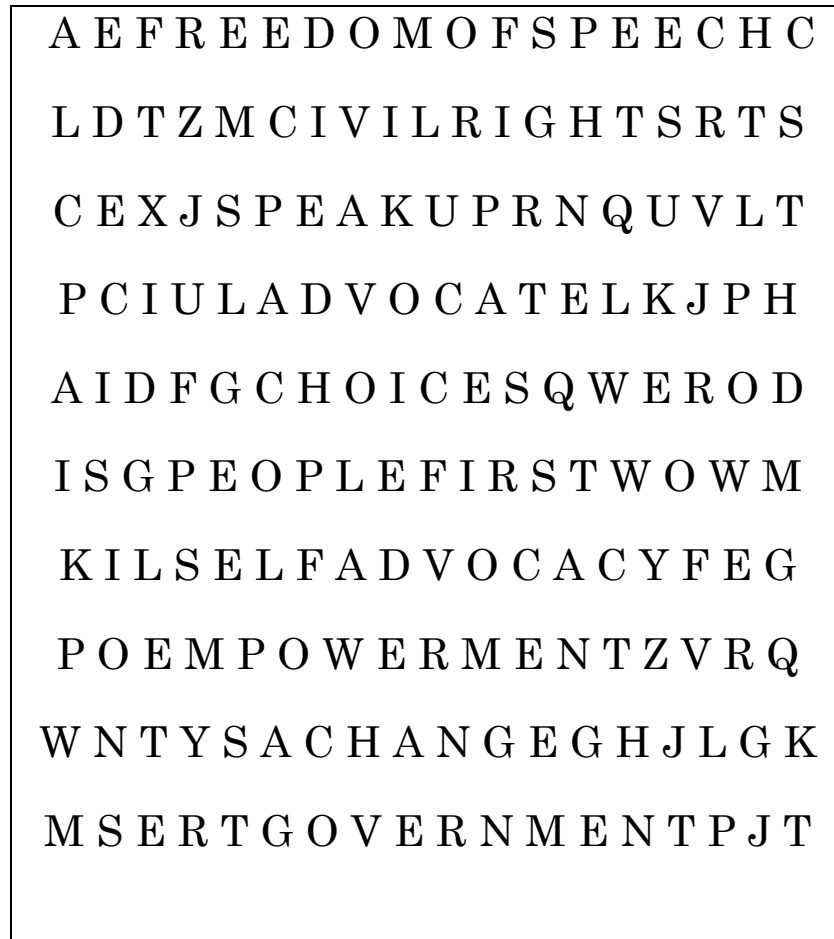 A E F R E E D O M O F S P E E C H C
L D T Z M C I V I L R I G H T S R T S
C E X J S P E A K U P R N Q U V L T
P C I U L A D V O C A T E L K J P H
A I D F G C H O I C E S Q W E R O D
I S G P E O P L E F I R S T W O W M
K I L S E L F A D V O C A C Y F E G
P O E M P O W E R M E N T Z V R Q
W N T Y S A C H A N G E G H J L G K
M S E R T G O V E R N M E N T P J T